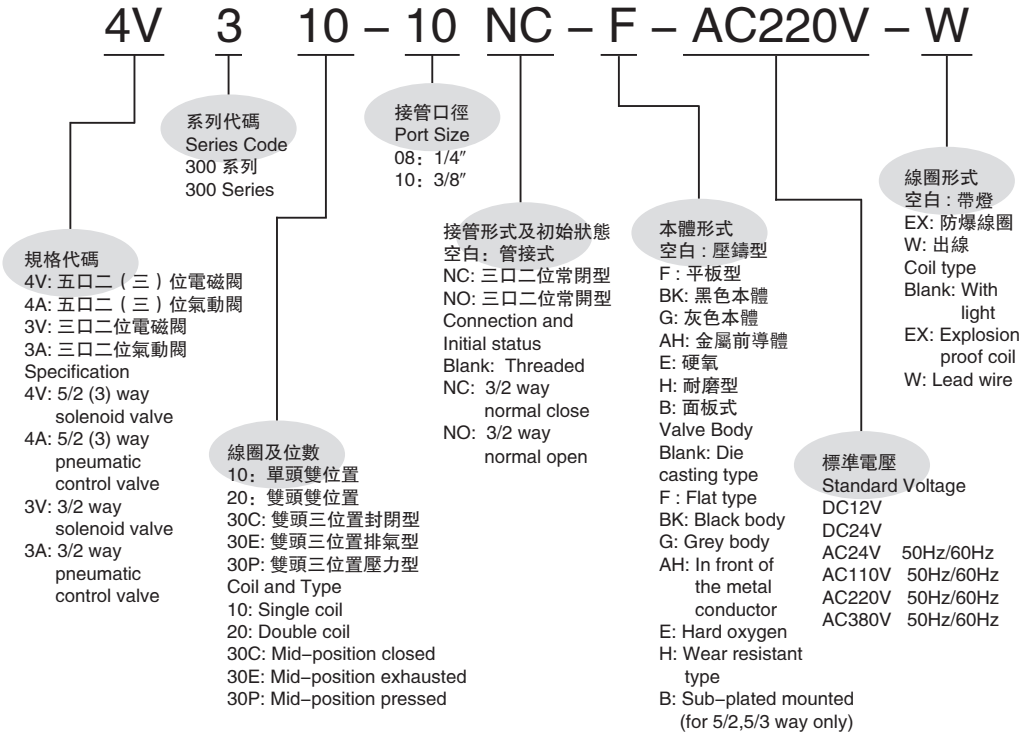 4V 3 10 – 10 NC – F – AC220V – W
系列代碼
Series Code
300 系列
300 Series
接管口徑
Port Size
08：1/4″
10：3/8″
規格代碼
4V: 五口二（三）位電磁閥
4A: 五口二（三）位氣動閥
3V: 三口二位電磁閥
3A: 三口二位氣動閥
Specification
4V: 5/2 (3) way
solenoid valve
4A: 5/2 (3) way
pneumatic
control valve
3V: 3/2 way
solenoid valve
3A: 3/2 way
pneumatic
control valve
線圈及位數
10：單頭雙位置
20：雙頭雙位置
30C: 雙頭三位置封閉型
30E: 雙頭三位置排氣型
30P: 雙頭三位置壓力型
Coil and Type
10: Single coil
20: Double coil
30C: Mid–position closed
30E: Mid–position exhausted
30P: Mid–position pressed
接管形式及初始狀態
空白：管接式
NC: 三口二位常閉型
NO: 三口二位常開型
Connection and
Initial status
Blank: Threaded
NC: 3/2 way
normal close
NO: 3/2 way
normal open
本體形式
空白 : 壓鑄型
F : 平板型
BK: 黑色本體
G: 灰色本體
AH: 金屬前導體
E: 硬氧
H: 耐磨型
B: 面板式
Valve Body
Blank: Die
casting type
F : Flat type
BK: Black body
G: Grey body
AH: In front of
the metal
conductor
E: Hard oxygen
H: Wear resistant
type
B: Sub–plated mounted
(for 5/2,5/3 way only)
標準電壓
Standard Voltage
DC12V
DC24V
AC24V 50Hz/60Hz
AC110V 50Hz/60Hz
AC220V 50Hz/60Hz
AC380V 50Hz/60Hz
線圈形式
空白 : 帶燈
EX: 防爆線圈
W: 出線
Coil type
Blank: With
light
EX: Explosion
proof coil
W: Lead wire